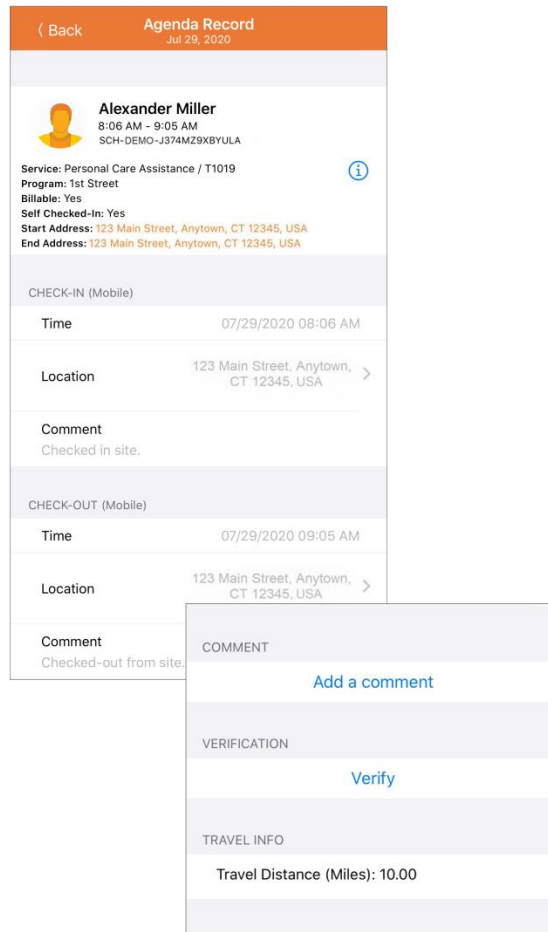 〈 Back
Agenda Record
Jul 29, 2020
Alexander Miller
8:06 AM - 9:05 AM
SCH-DEMO-J374MZ9XBYULA
Service: Personal Care Assistance / T1019
Program: 1st Street
Billable: Yes
Self Checked-In: Yes
Start Address: 123 Main Street, Anytown, CT 12345, USA
End Address: 123 Main Street, Anytown, CT 12345, USA
CHECK-IN (Mobile)
Time 07/29/2020 08:06 AM
Location 123 Main Street, Anytown,
CT 12345, USA
Comment
Checked in site.
CHECK-OUT (Mobile)
Time 07/29/2020 09:05 AM
Location 123 Main Street, Anytown,
CT 12345, USA
Comment
Checked-out from site.
COMMENT
Add a comment
VERIFICATION
Verify
TRAVEL INFO
Travel Distance (Miles): 10.00